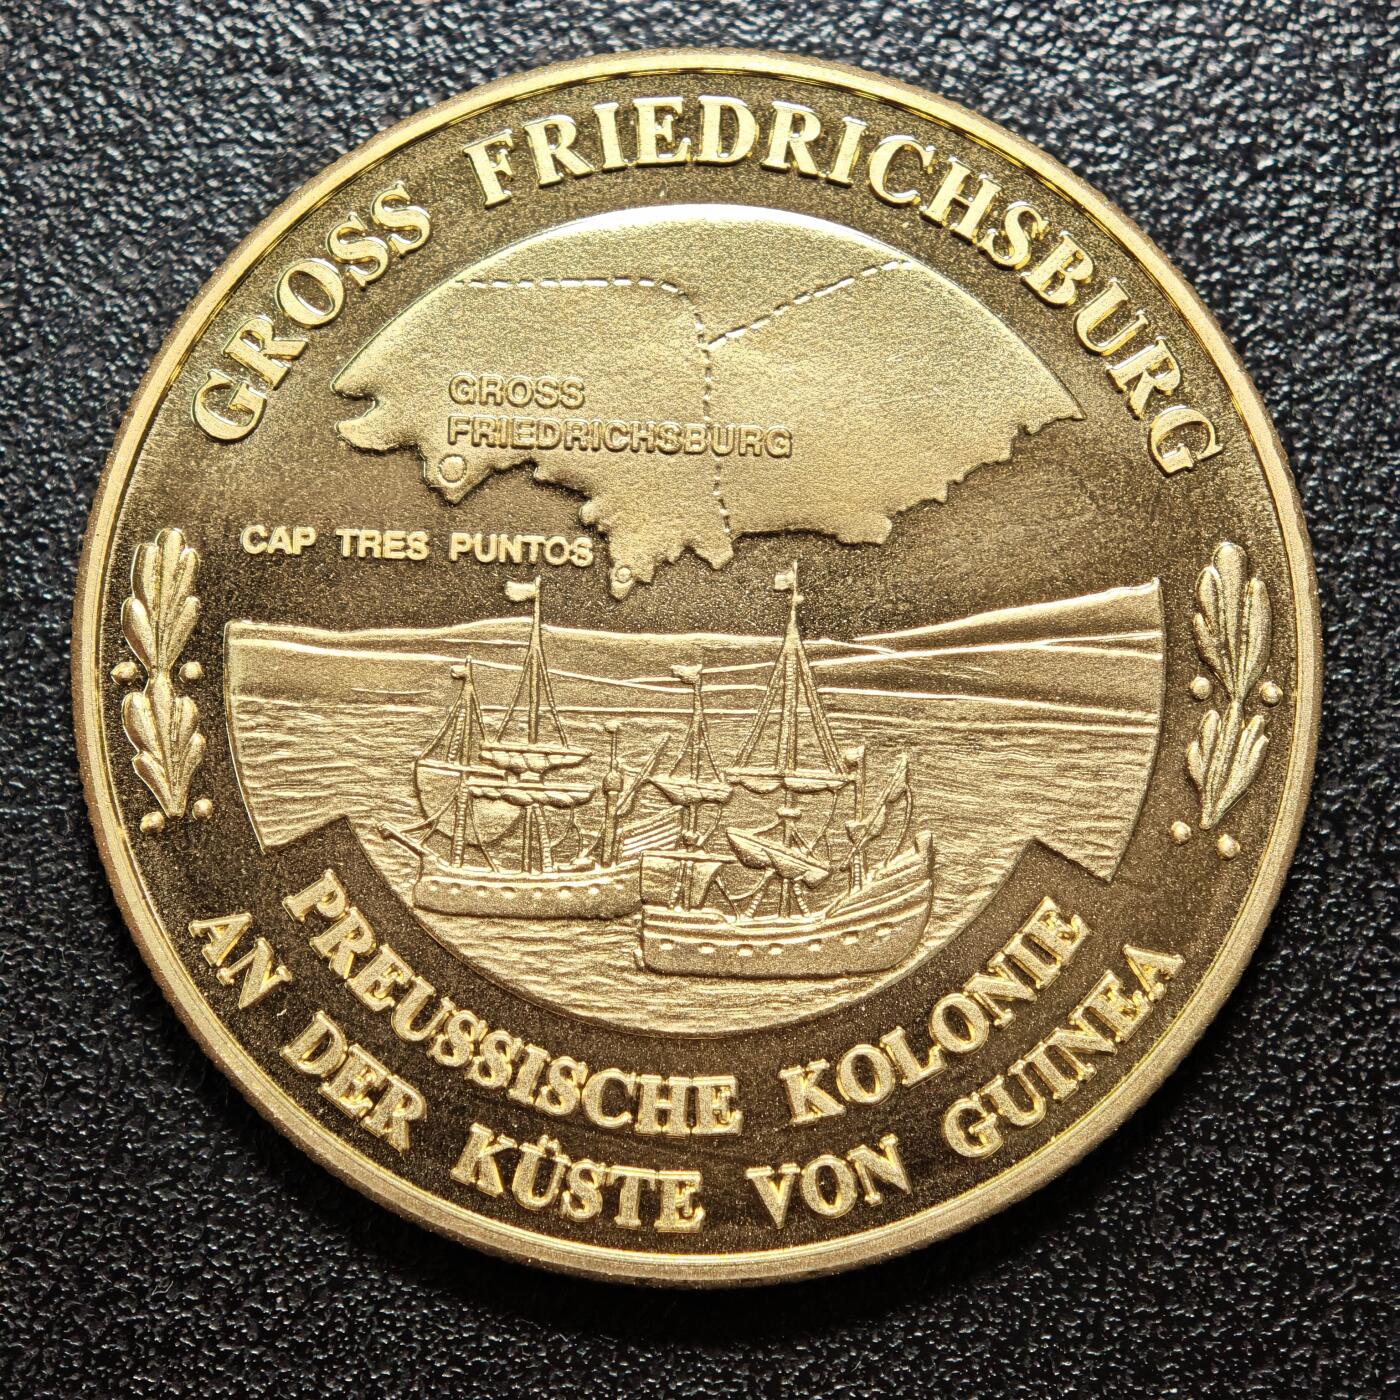 GROSS FRIEDRICHSBURG
GROSS
FRIEDRICHSBURG
CAP TRES PUNTOS
PREUSSISCHE KOLONIE
AN DER KÜSTE VON GUINEA